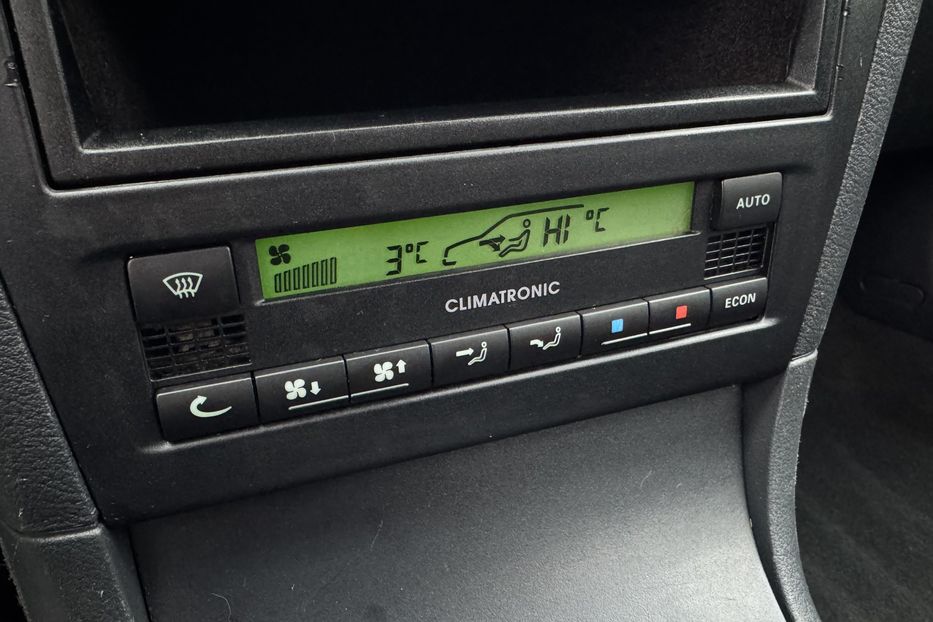 AUTO
3°C HI °C
CLIMATRONIC
ECON